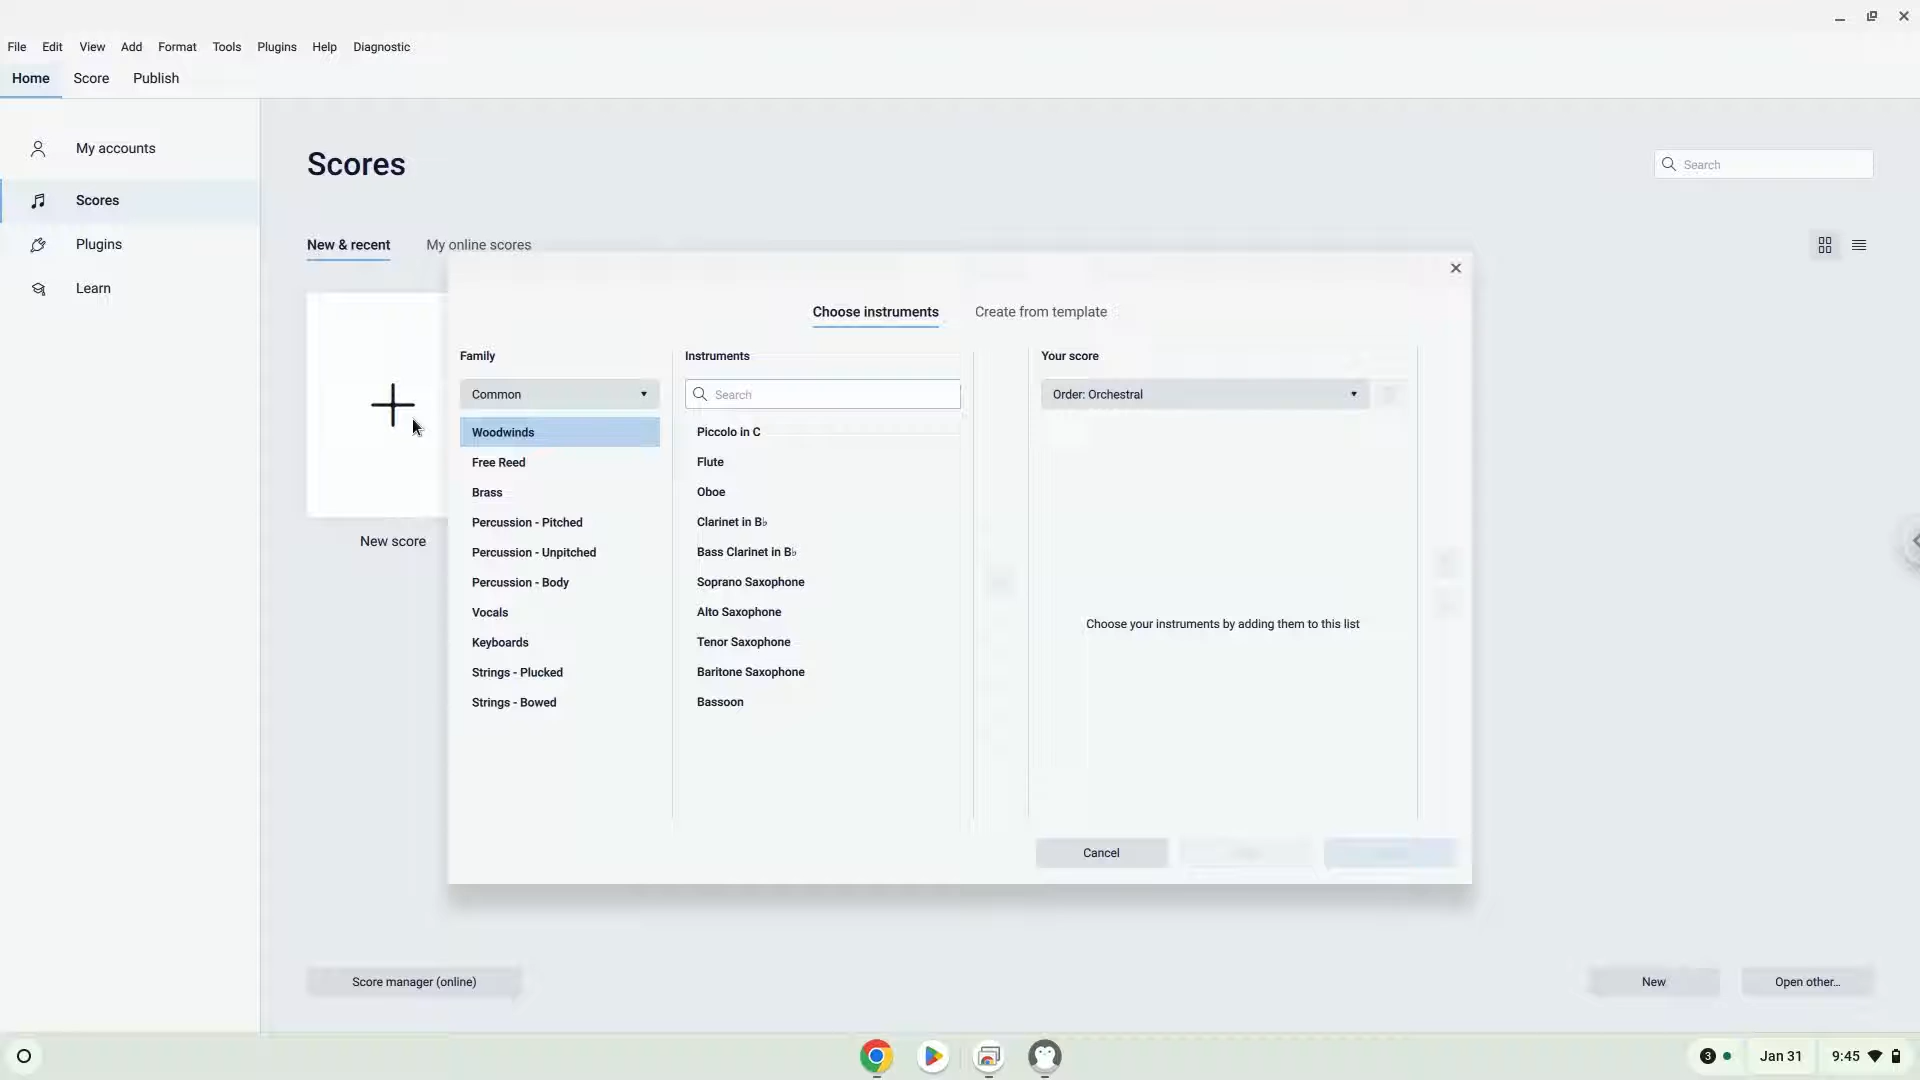 File Edit View Add Format Tools Plugins Help Diagnostic
Home Score Publish
My accounts
Scores
Plugins
Learn
Scores
Search
New & recent My online scores
New score
Choose instruments Create from template
Family
Common
Woodwinds
Free Reed
Brass
Percussion - Pitched
Percussion - Unpitched
Percussion - Body
Vocals
Keyboards
Strings - Plucked
Strings - Bowed
Instruments
Search
Piccolo in C
Flute
Oboe
Clarinet in B♭
Bass Clarinet in B♭
Soprano Saxophone
Alto Saxophone
Tenor Saxophone
Baritone Saxophone
Bassoon
Your score
Order: Orchestral
Choose your instruments by adding them to this list
Cancel
Score manager (online)
New
Open other...
3
Jan 31
9:45